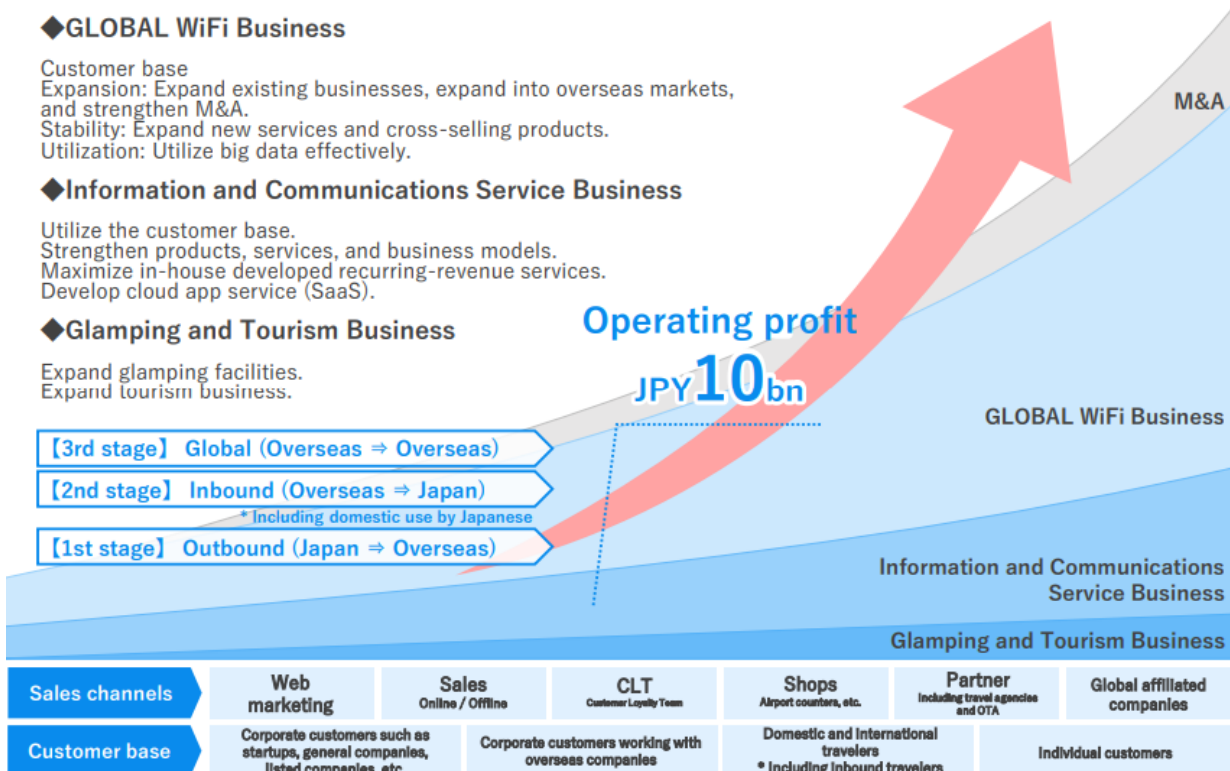 ◆GLOBAL WiFi Business
Customer base
Expansion: Expand existing businesses, expand into overseas markets,
and strengthen M&A.
Stability: Expand new services and cross-selling products.
Utilization: Utilize big data effectively.
◆Information and Communications Service Business
Utilize the customer base.
Strengthen products, services, and business models.
Maximize in-house developed recurring-revenue services.
Develop cloud app service (SaaS).
◆Glamping and Tourism Business
Expand glamping facilities.
Expand tourism business.
Operating profit
JPY10bn
【3rd stage】 Global (Overseas ⇒ Overseas)
【2nd stage】 Inbound (Overseas ⇒ Japan)
* Including domestic use by Japanese
【1st stage】 Outbound (Japan ⇒ Overseas)
M&A
GLOBAL WiFi Business
Information and Communications
Service Business
Glamping and Tourism Business
Sales channels
Web
marketing
Sales
Online / Offline
CLT
Customer Loyalty Team
Shops
Airport counters, etc.
Partner
Including travel agencies
and OTA
Global affiliated
companies
Customer base
Corporate customers such as
startups, general companies,
listed companies, etc
Corporate customers working with
overseas companies
Domestic and international
travelers
* Including inbound travelers
Individual customers